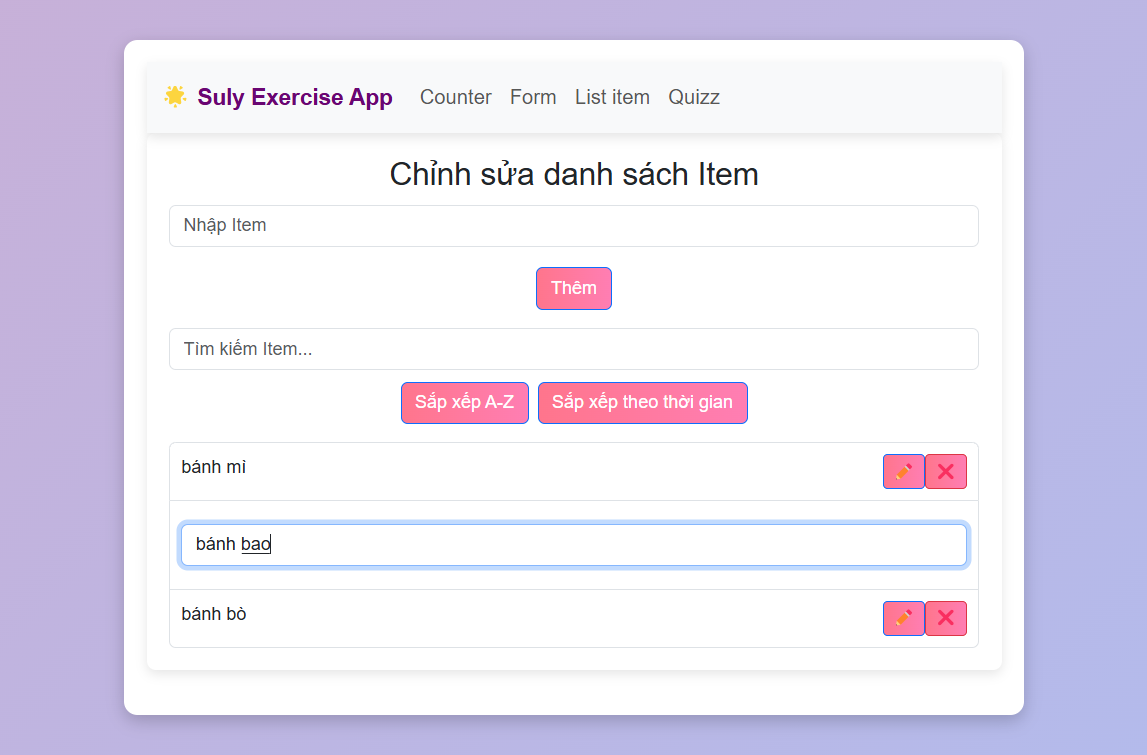 🌟 Suly Exercise App Counter Form List item Quizz
Chỉnh sửa danh sách Item
Nhập Item
Thêm
Tìm kiếm Item...
Sắp xếp A-Z Sắp xếp theo thời gian
bánh mì
bánh bao
bánh bò